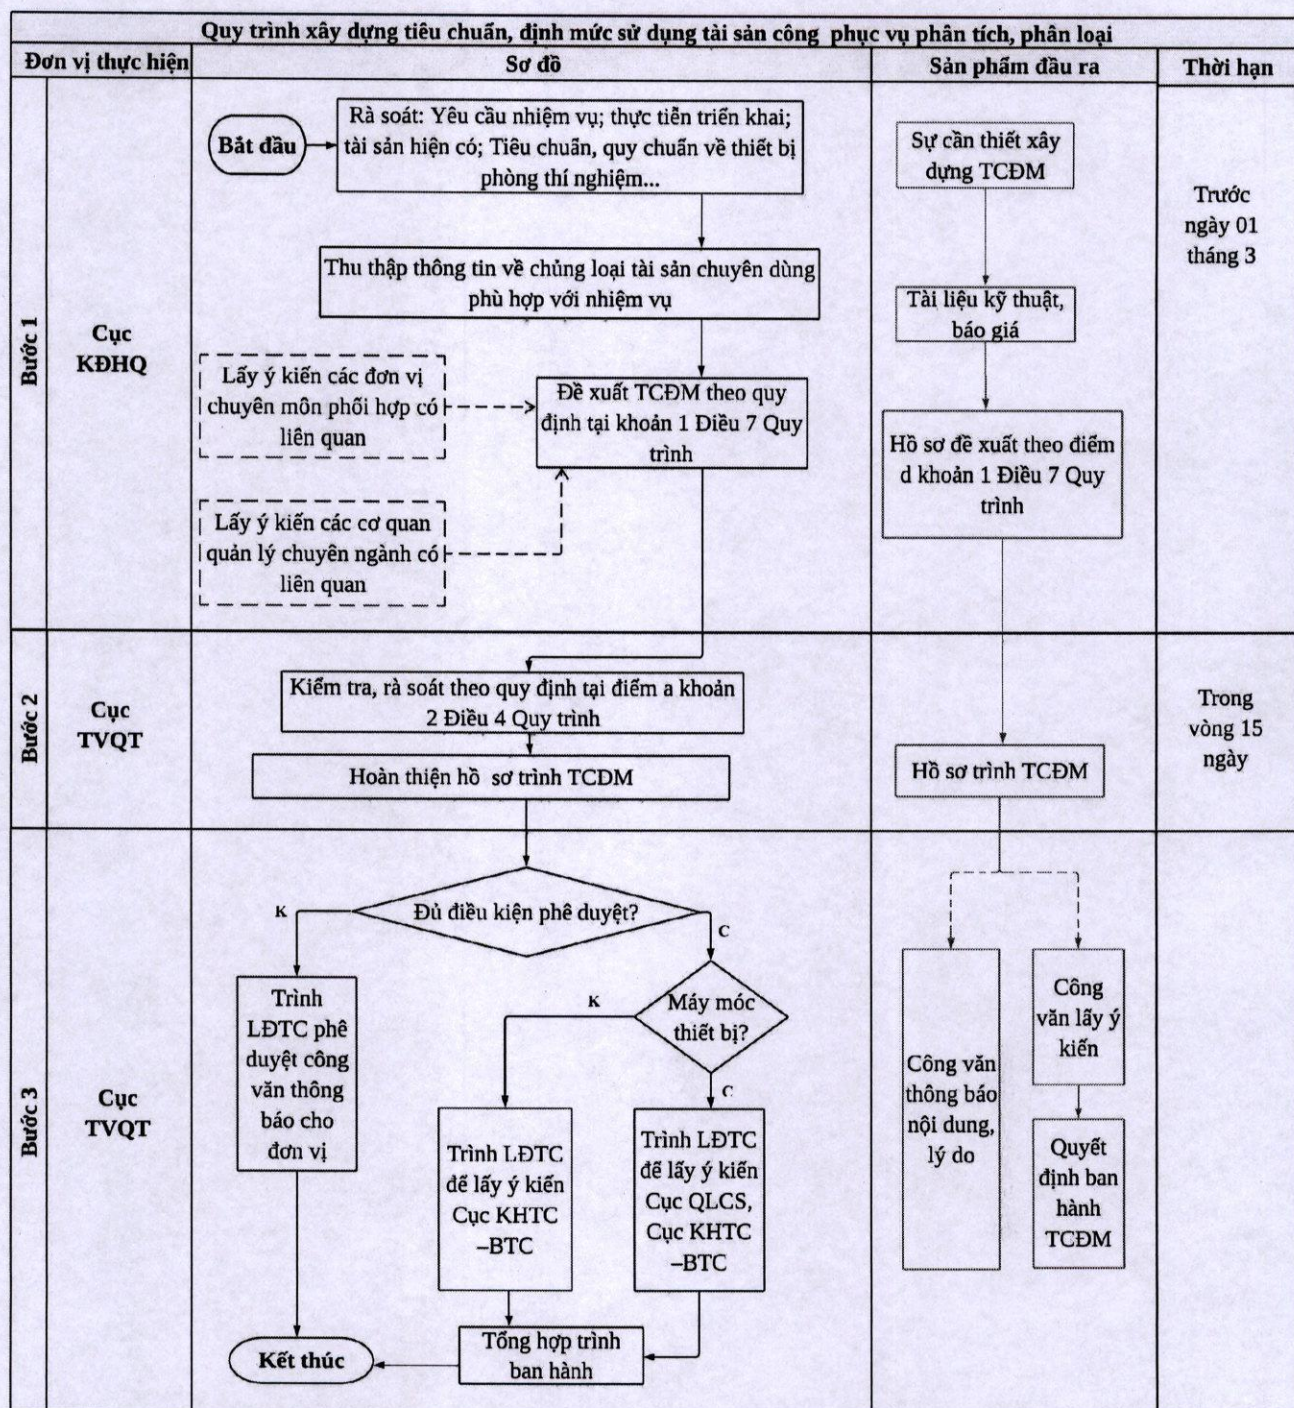 Quy trình xây dựng tiêu chuẩn, định mức sử dụng tài sản công phục vụ phân tích, phân loại
Đơn vị thực hiện
Sơ đồ
Sản phẩm đầu ra
Thời hạn
Bước 1
Cục
KĐHQ
Bắt đầu
Rà soát: Yêu cầu nhiệm vụ; thực tiễn triển khai;
tài sản hiện có; Tiêu chuẩn, quy chuẩn về thiết bị
phòng thí nghiệm...
Thu thập thông tin về chủng loại tài sản chuyên dùng
phù hợp với nhiệm vụ
Lấy ý kiến các đơn vị
chuyên môn phối hợp có
liên quan
Đề xuất TCĐM theo quy
định tại khoản 1 Điều 7 Quy
trình
Lấy ý kiến các cơ quan
quản lý chuyên ngành có
liên quan
Sự cần thiết xây
dựng TCĐM
Tài liệu kỹ thuật,
báo giá
Hồ sơ đề xuất theo điểm
d khoản 1 Điều 7 Quy
trình
Trước
ngày 01
tháng 3
Bước 2
Cục
TVQT
Kiểm tra, rà soát theo quy định tại điểm a khoản
2 Điều 4 Quy trình
Hoàn thiện hồ sơ trình TCĐM
Hồ sơ trình TCĐM
Trong
vòng 15
ngày
Bước 3
Cục
TVQT
Đủ điều kiện phê duyệt?
K
C
Trình
LĐTC phê
duyệt công
văn thông
báo cho
đơn vị
Máy móc
thiết bị?
K
C
Trình LĐTC
để lấy ý kiến
Cục KHTC
–BTC
Trình LĐTC
để lấy ý kiến
Cục QLCS,
Cục KHTC
–BTC
Tổng hợp trình
ban hành
Kết thúc
Công văn
thông báo
nội dung,
lý do
Công
văn lấy ý
kiến
Quyết
định ban
hành
TCĐM